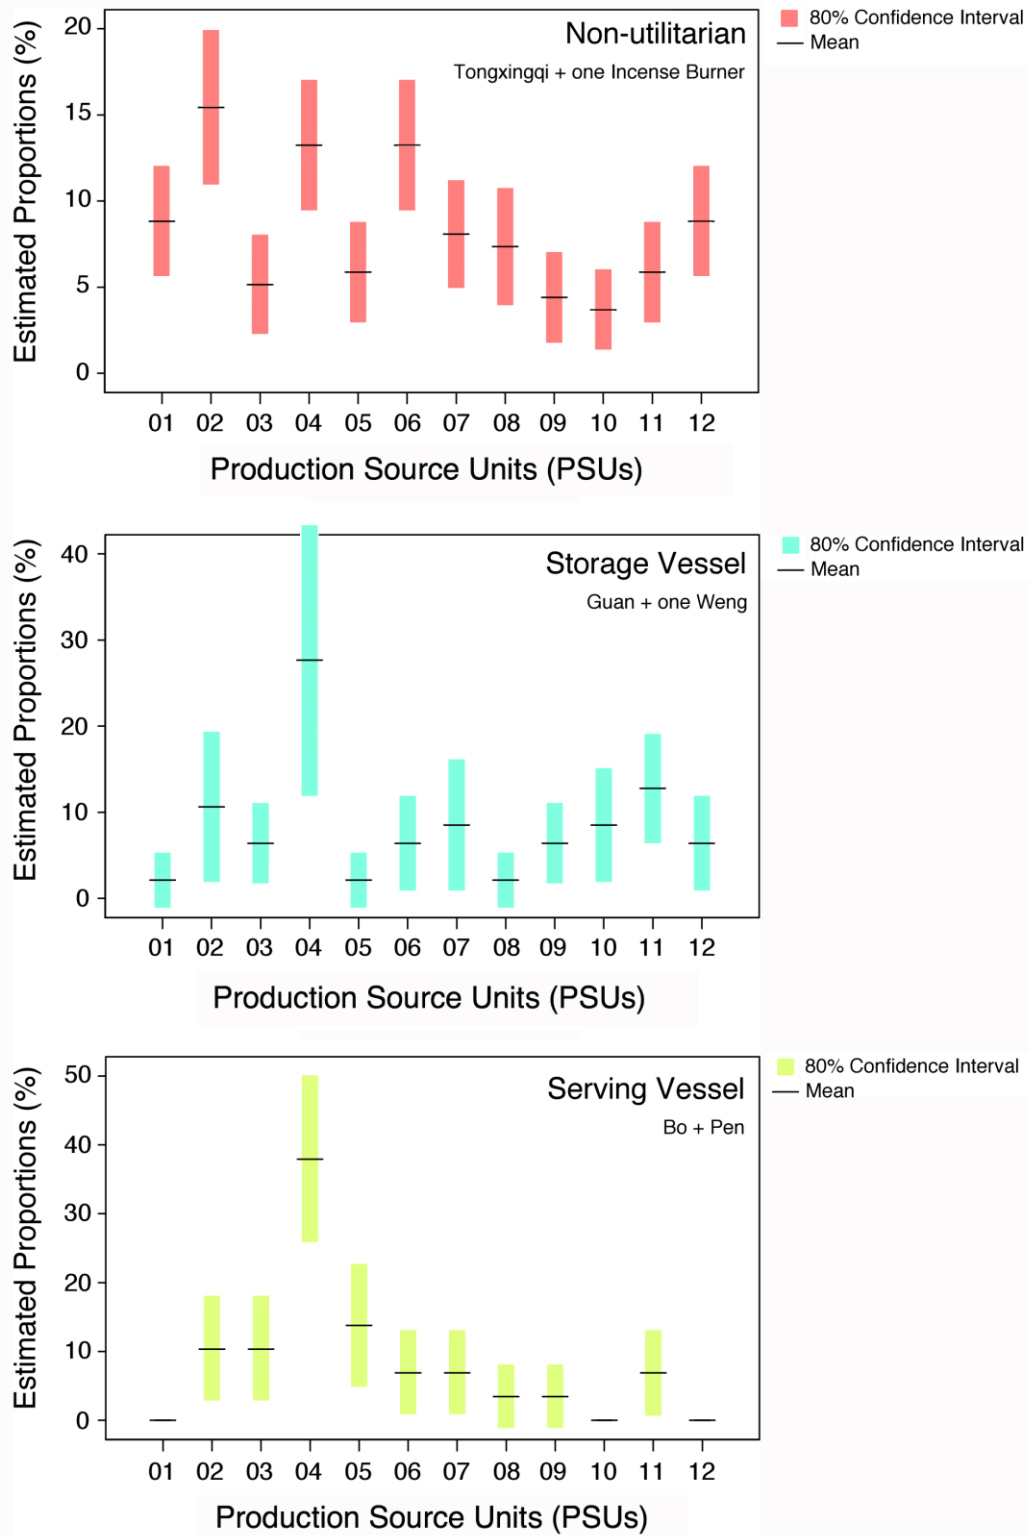 Estimated Proportions (%)
20
15
10
5
0
Non-utilitarian
Tongxingqi + one Incense Burner
80% Confidence Interval
Mean
01 02 03 04 05 06 07 08 09 10 11 12
Production Source Units (PSUs)
Estimated Proportions (%)
40
30
20
10
0
Storage Vessel
Guan + one Weng
80% Confidence Interval
Mean
01 02 03 04 05 06 07 08 09 10 11 12
Production Source Units (PSUs)
Estimated Proportions (%)
50
40
30
20
10
0
Serving Vessel
Bo + Pen
80% Confidence Interval
Mean
01 02 03 04 05 06 07 08 09 10 11 12
Production Source Units (PSUs)